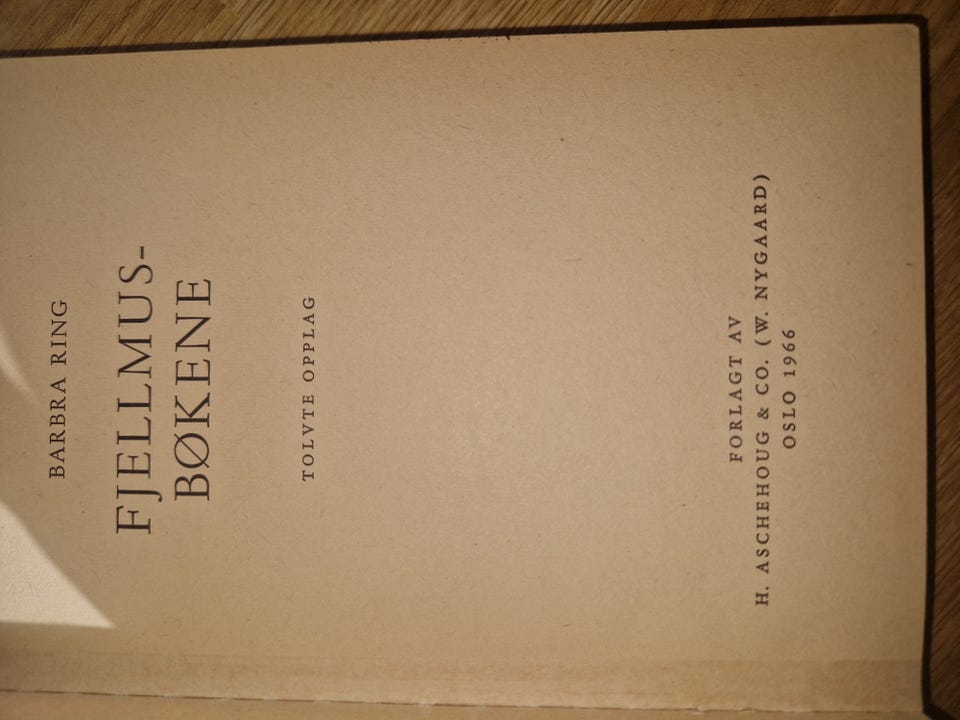 BARBRA RING
FJELLMUS-
BØKENE
TOLVTE OPPLAG
FORLAGT AV
H. ASCHEHOUG & CO. (W. NYGAARD)
OSLO 1966